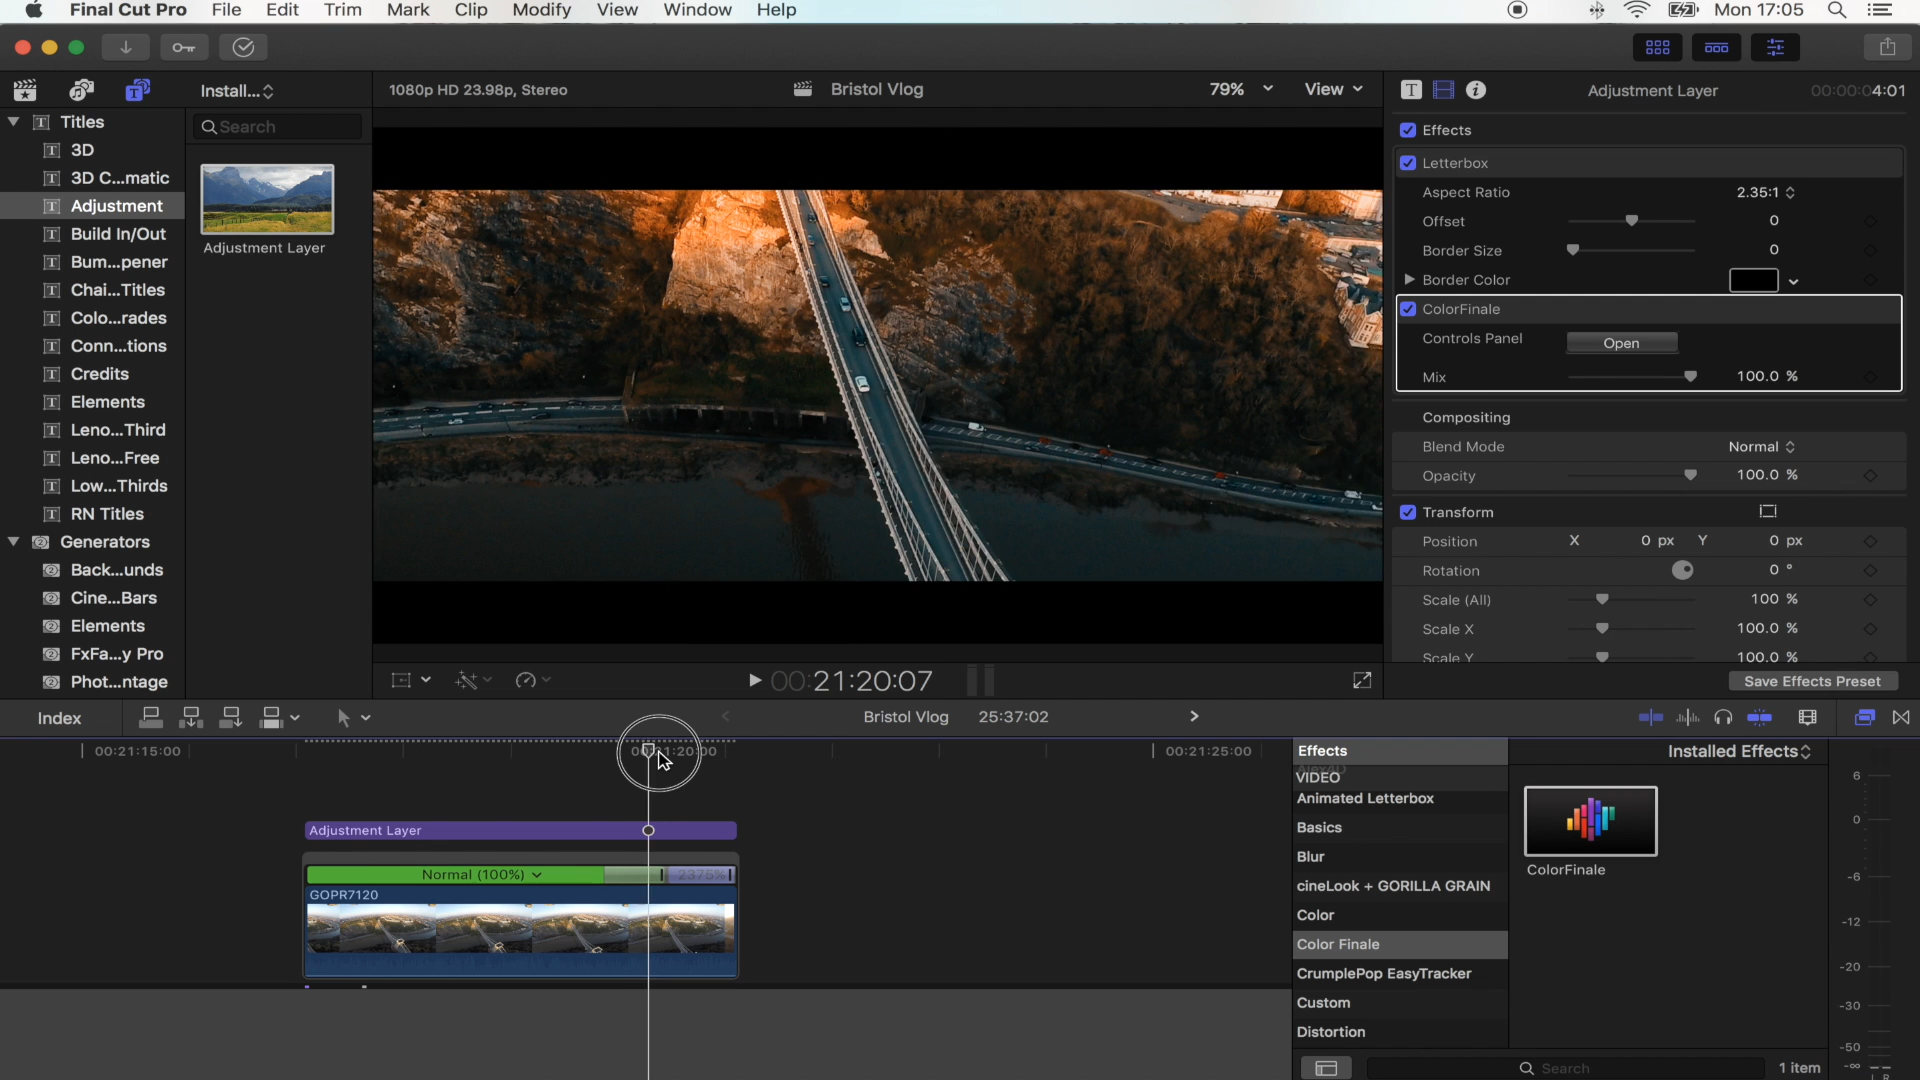 Final Cut Pro File Edit Trim Mark Clip Modify View Window Help Mon 17:05
Install...
1080p HD 23.98p, Stereo
Bristol Vlog
79%
View
Adjustment Layer
00:00:04:01
Titles
3D
3D C...matic
Adjustment
Build In/Out
Bum...pener
Chai...Titles
Colo...rades
Conn...tions
Credits
Elements
Leno...Third
Leno...Free
Low...Thirds
RN Titles
Generators
Back...unds
Cine...Bars
Elements
FxFa...y Pro
Phot...ntage
Search
Adjustment Layer
Effects
Letterbox
Aspect Ratio 2.35:1
Offset 0
Border Size 0
Border Color
ColorFinale
Controls Panel Open
Mix 100.0 %
Compositing
Blend Mode Normal
Opacity 100.0 %
Transform
Position X 0 px Y 0 px
Rotation 0 °
Scale (All) 100 %
Scale X 100.0 %
Scale Y 100.0 %
Save Effects Preset
00:21:20:07
Index
Bristol Vlog 25:37:02
00:21:15:00
00:21:20:00
00:21:25:00
Adjustment Layer
Normal (100%)
2375%
GOPR7120
Effects
Installed Effects
VIDEO
Animated Letterbox
Basics
Blur
cineLook + GORILLA GRAIN
Color
Color Finale
CrumplePop EasyTracker
Custom
Distortion
ColorFinale
Search
1 item
6
0
-6
-12
-20
-30
-50
-∞
L R